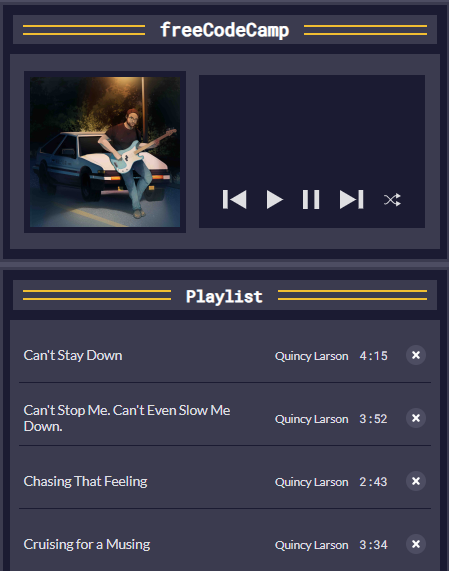 freeCodeCamp
Playlist
Can't Stay Down Quincy Larson 4:15
Can't Stop Me. Can't Even Slow Me
Down. Quincy Larson 3:52
Chasing That Feeling Quincy Larson 2:43
Cruising for a Musing Quincy Larson 3:34